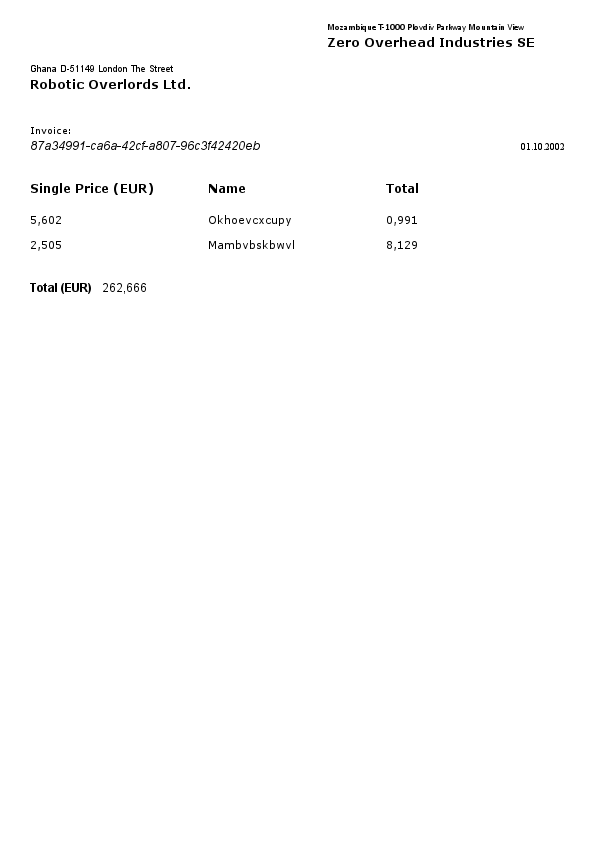 Mozambique T-1000 Plovdiv Parkway Mountain View
Zero Overhead Industries SE
Ghana D-51149 London The Street
Robotic Overlords Ltd.
Invoice:
87a34991-ca6a-42cf-a807-96c3f42420eb
01.10.2002
Single Price (EUR) Name Total
5,602 Okhoevcxcupy 0,991
2,505 Mambvbskbwvl 8,129
Total (EUR) 262,666